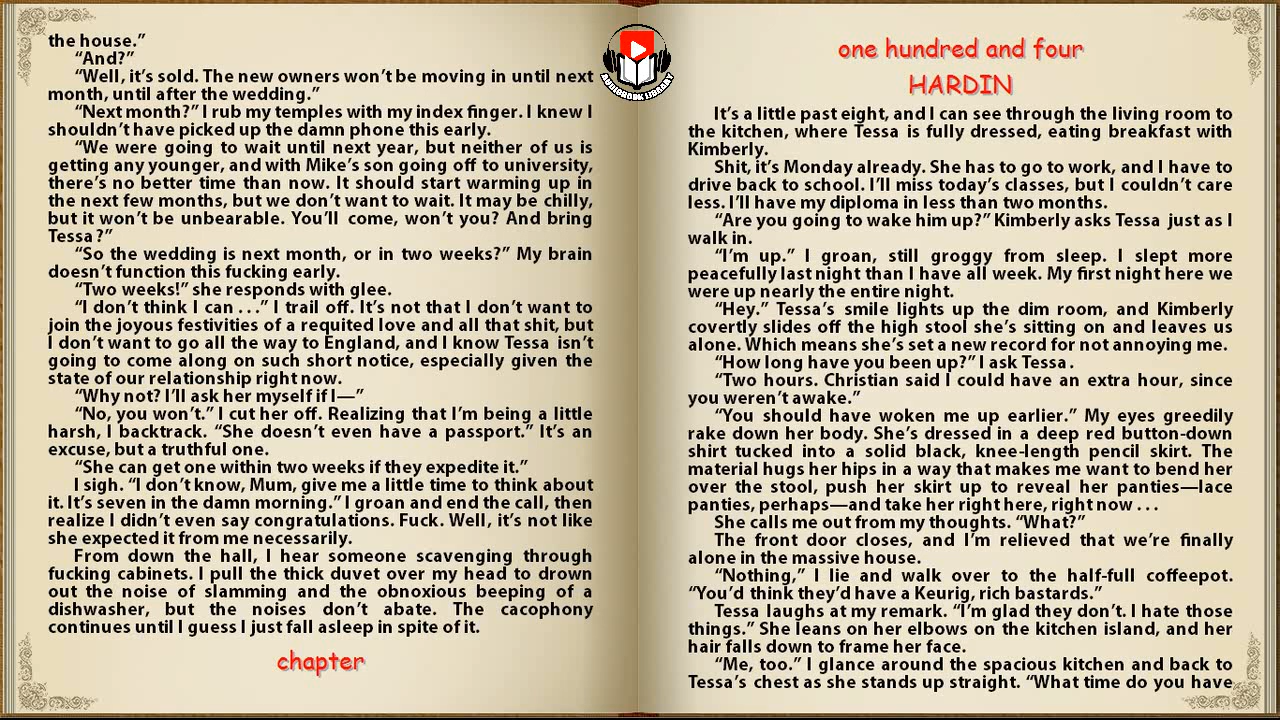 the house.”
“And?”
“Well, it’s sold. The new owners won’t be moving in until next
month, until after the wedding.”
“Next month?” I rub my temples with my index finger. I knew I
shouldn’t have picked up the damn phone this early.
“We were going to wait until next year, but neither of us is
getting any younger, and with Mike’s son going off to university,
there’s no better time than now. It should start warming up in
the next few months, but we don’t want to wait. It may be chilly,
but it won’t be unbearable. You’ll come, won’t you? And bring
Tessa?”
“So the wedding is next month, or in two weeks?” My brain
doesn’t function this fucking early.
“Two weeks!” she responds with glee.
“I don’t think I can . . .” I trail off. It’s not that I don’t want to
join the joyous festivities of a requited love and all that shit, but
I don’t want to go all the way to England, and I know Tessa isn’t
going to come along on such short notice, especially given the
state of our relationship right now.
“Why not? I’ll ask her myself if I—”
“No, you won’t.” I cut her off. Realizing that I’m being a little
harsh, I backtrack. “She doesn’t even have a passport.” It’s an
excuse, but a truthful one.
“She can get one within two weeks if they expedite it.”
I sigh. “I don’t know, Mum, give me a little time to think about
it. It’s seven in the damn morning.” I groan and end the call, then
realize I didn’t even say congratulations. Fuck. Well, it’s not like
she expected it from me necessarily.
From down the hall, I hear someone scavenging through
fucking cabinets. I pull the thick duvet over my head to drown
out the noise of slamming and the obnoxious beeping of a
dishwasher, but the noises don’t abate. The cacophony
continues until I guess I just fall asleep in spite of it.
chapter
AUDIOBOOK LIBRARY
one hundred and four
HARDIN
It’s a little past eight, and I can see through the living room to
the kitchen, where Tessa is fully dressed, eating breakfast with
Kimberly.
Shit, it’s Monday already. She has to go to work, and I have to
drive back to school. I’ll miss today’s classes, but I couldn’t care
less. I’ll have my diploma in less than two months.
“Are you going to wake him up?” Kimberly asks Tessa just as I
walk in.
“I’m up.” I groan, still groggy from sleep. I slept more
peacefully last night than I have all week. My first night here we
were up nearly the entire night.
“Hey.” Tessa’s smile lights up the dim room, and Kimberly
covertly slides off the high stool she’s sitting on and leaves us
alone. Which means she’s set a new record for not annoying me.
“How long have you been up?” I ask Tessa.
“Two hours. Christian said I could have an extra hour, since
you weren’t awake.”
“You should have woken me up earlier.” My eyes greedily
rake down her body. She’s dressed in a deep red button-down
shirt tucked into a solid black, knee-length pencil skirt. The
material hugs her hips in a way that makes me want to bend her
over the stool, push her skirt up to reveal her panties—lace
panties, perhaps—and take her right here, right now . . .
She calls me out from my thoughts. “What?”
The front door closes, and I’m relieved that we’re finally
alone in the massive house.
“Nothing,” I lie and walk over to the half-full coffeepot.
“You’d think they’d have a Keurig, rich bastards.”
Tessa laughs at my remark. “I’m glad they don’t. I hate those
things.” She leans on her elbows on the kitchen island, and her
hair falls down to frame her face.
“Me, too.” I glance around the spacious kitchen and back to
Tessa’s chest as she stands up straight. “What time do you have